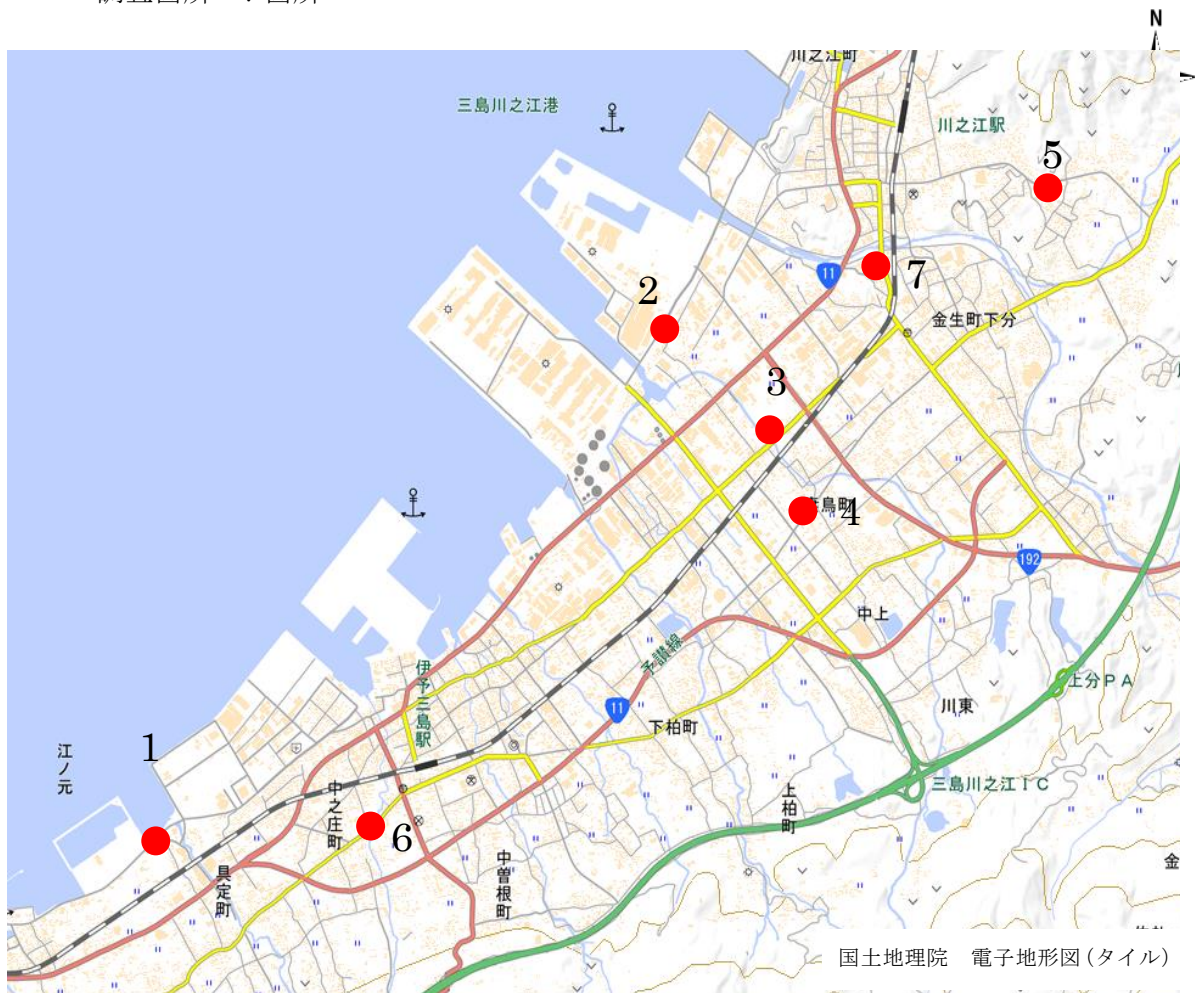 N
川之江町
三島川之江港
川之江駅
5
11
7
2
金生町下分
3
4
192
中上
予讃線
上分PA
伊予三島駅
11
川東
下柏町
1
江ノ元
三島川之江IC
上柏町
中之庄町
6
中曽根町
具定町
金
国土地理院 電子地形図(タイル)